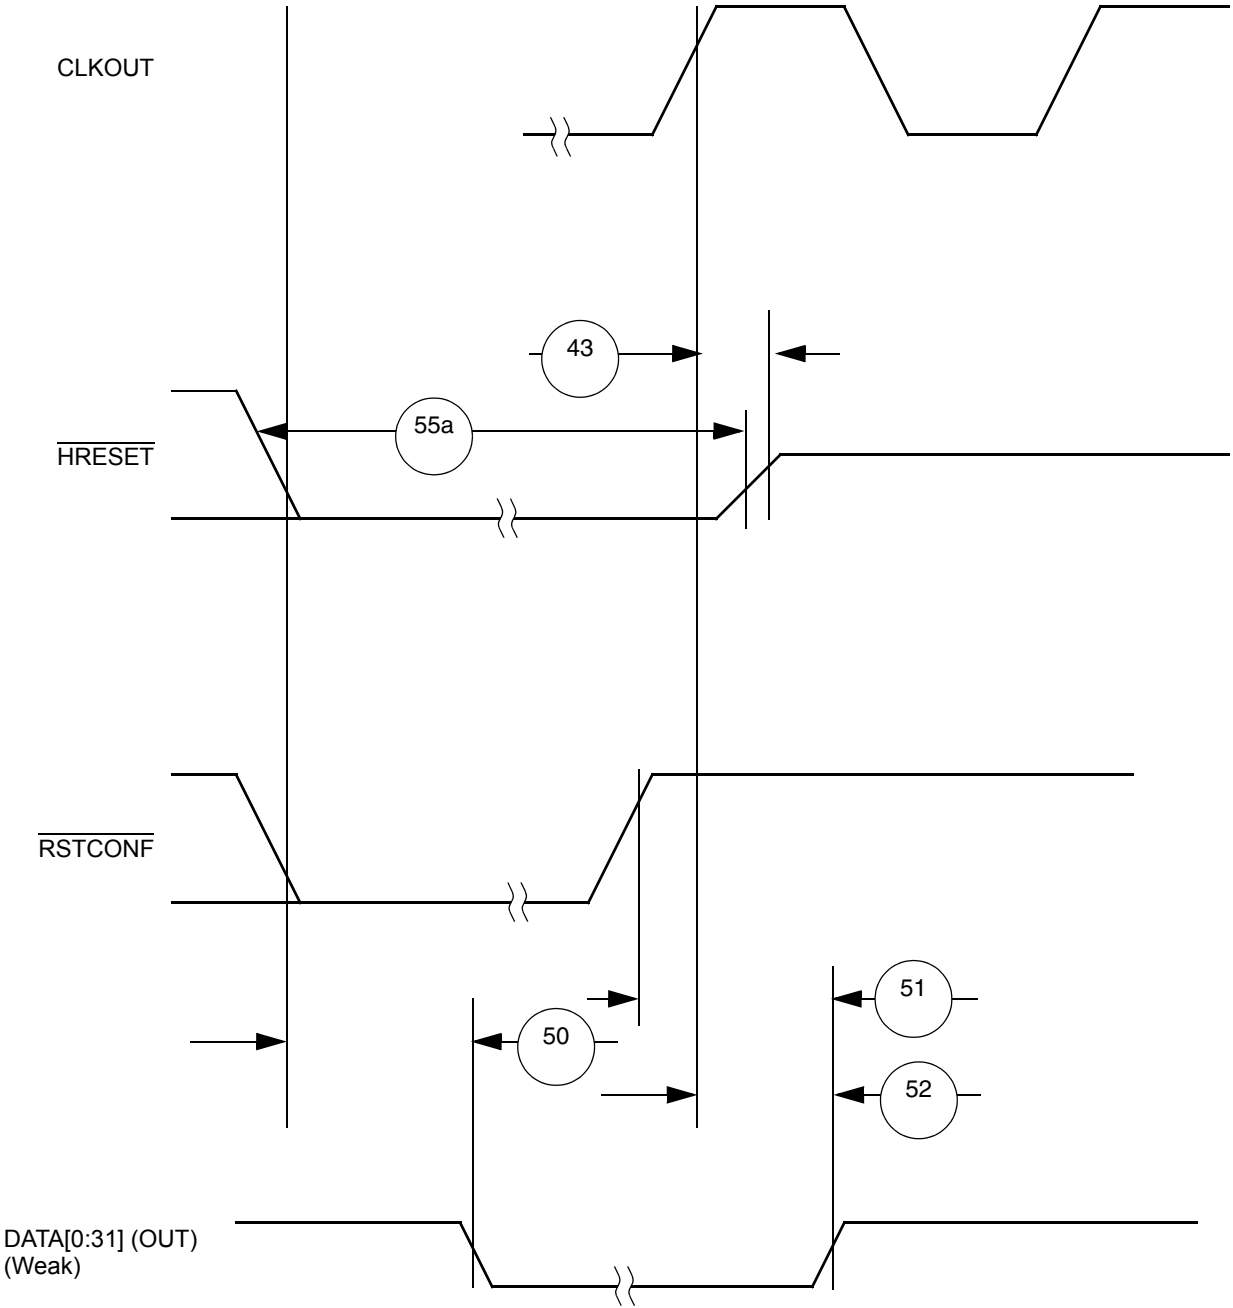 CLKOUT
43
55a
HRESET
RSTCONF
51
50
52
DATA[0:31] (OUT)
(Weak)